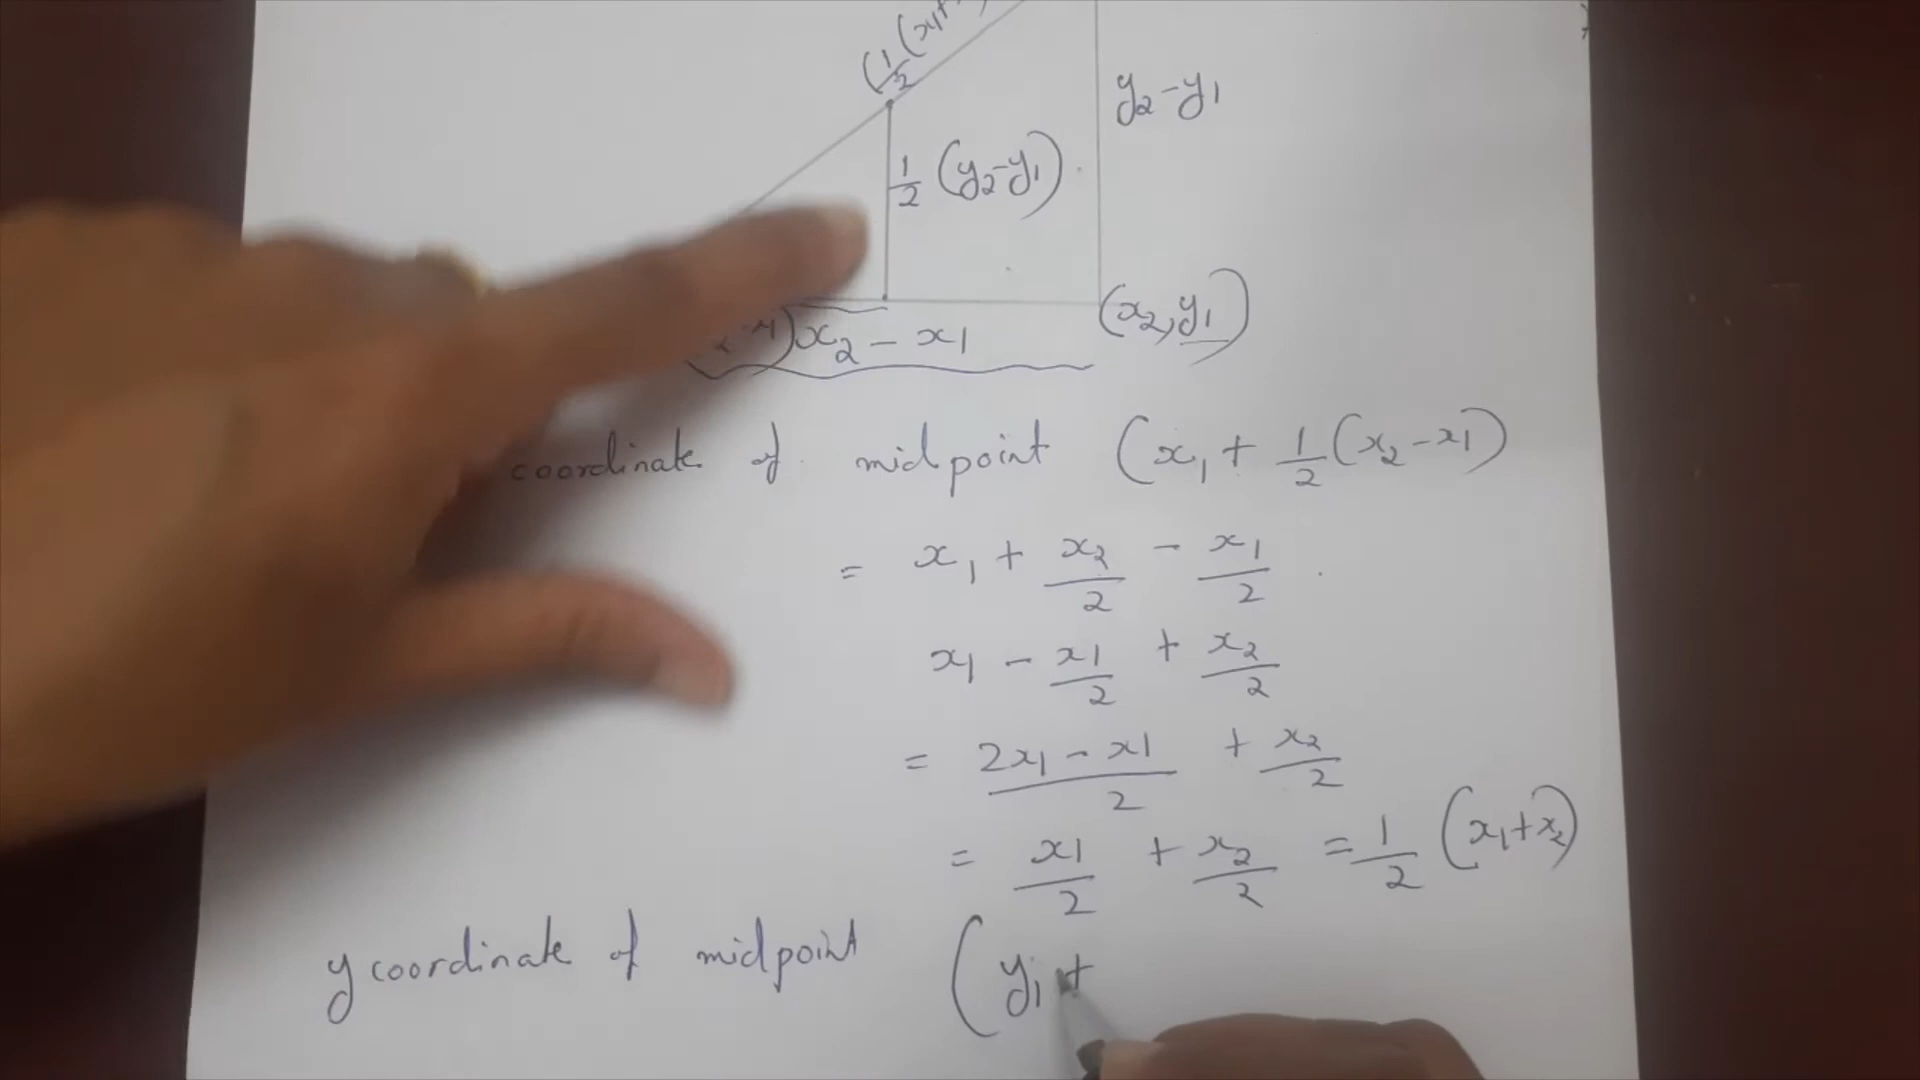 (1/2 (x1+
y2-y1
1/2 (y2-y1)
(x2,y1)
x2 - x1
coordinate of midpoint (x1 + 1/2 (x2-x1)
= x1 + x2/2 - x1/2
x1 - x1/2 + x2/2
= 2x1-x1/2 + x2/2
= x1/2 + x2/2 = 1/2 (x1+x2)
y coordinate of midpoint (y1+